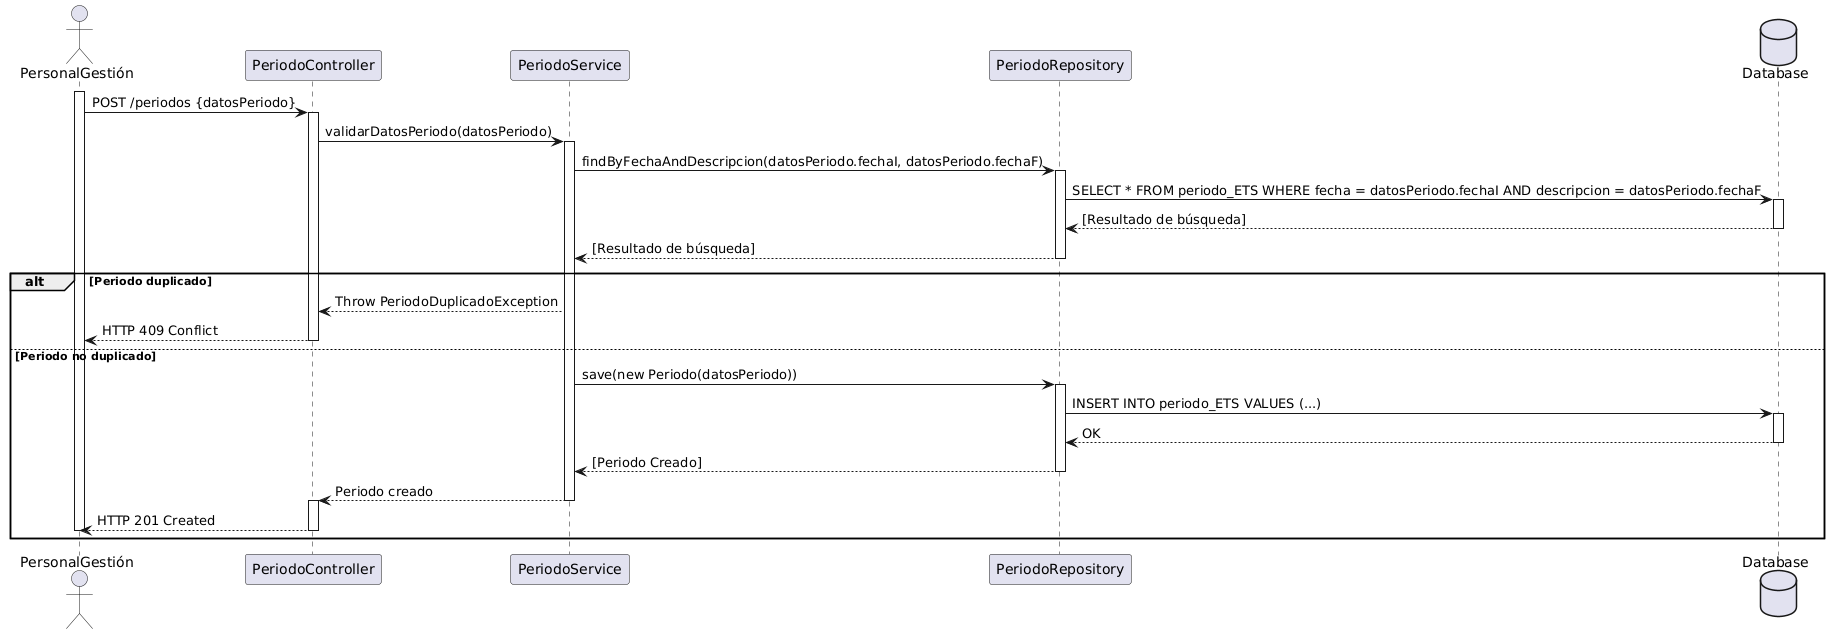 PersonalGestión
PeriodoController
PeriodoService
PeriodoRepository
Database
POST /periodos {datosPeriodo}
validarDatosPeriodo(datosPeriodo)
findByFechaAndDescripcion(datosPeriodo.fechaI, datosPeriodo.fechaF)
SELECT * FROM periodo_ETS WHERE fecha = datosPeriodo.fechaI AND descripcion = datosPeriodo.fechaF
[Resultado de búsqueda]
[Resultado de búsqueda]
alt [Periodo duplicado]
Throw PeriodoDuplicadoException
HTTP 409 Conflict
[Periodo no duplicado]
save(new Periodo(datosPeriodo))
INSERT INTO periodo_ETS VALUES (...)
OK
[Periodo Creado]
Periodo creado
HTTP 201 Created
PersonalGestión
PeriodoController
PeriodoService
PeriodoRepository
Database